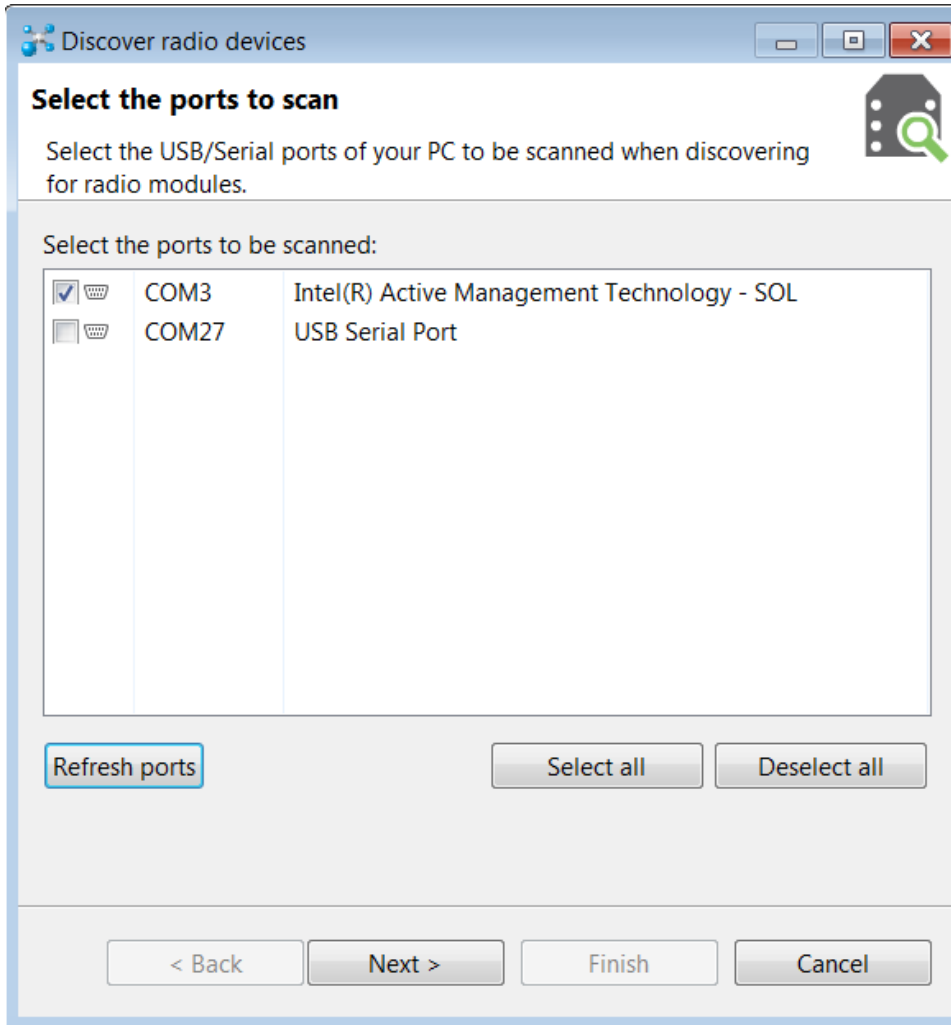 Discover radio devices
Select the ports to scan
Select the USB/Serial ports of your PC to be scanned when discovering
for radio modules.
Select the ports to be scanned:
COM3 Intel(R) Active Management Technology - SOL
COM27 USB Serial Port
Refresh ports Select all Deselect all
< Back Next > Finish Cancel